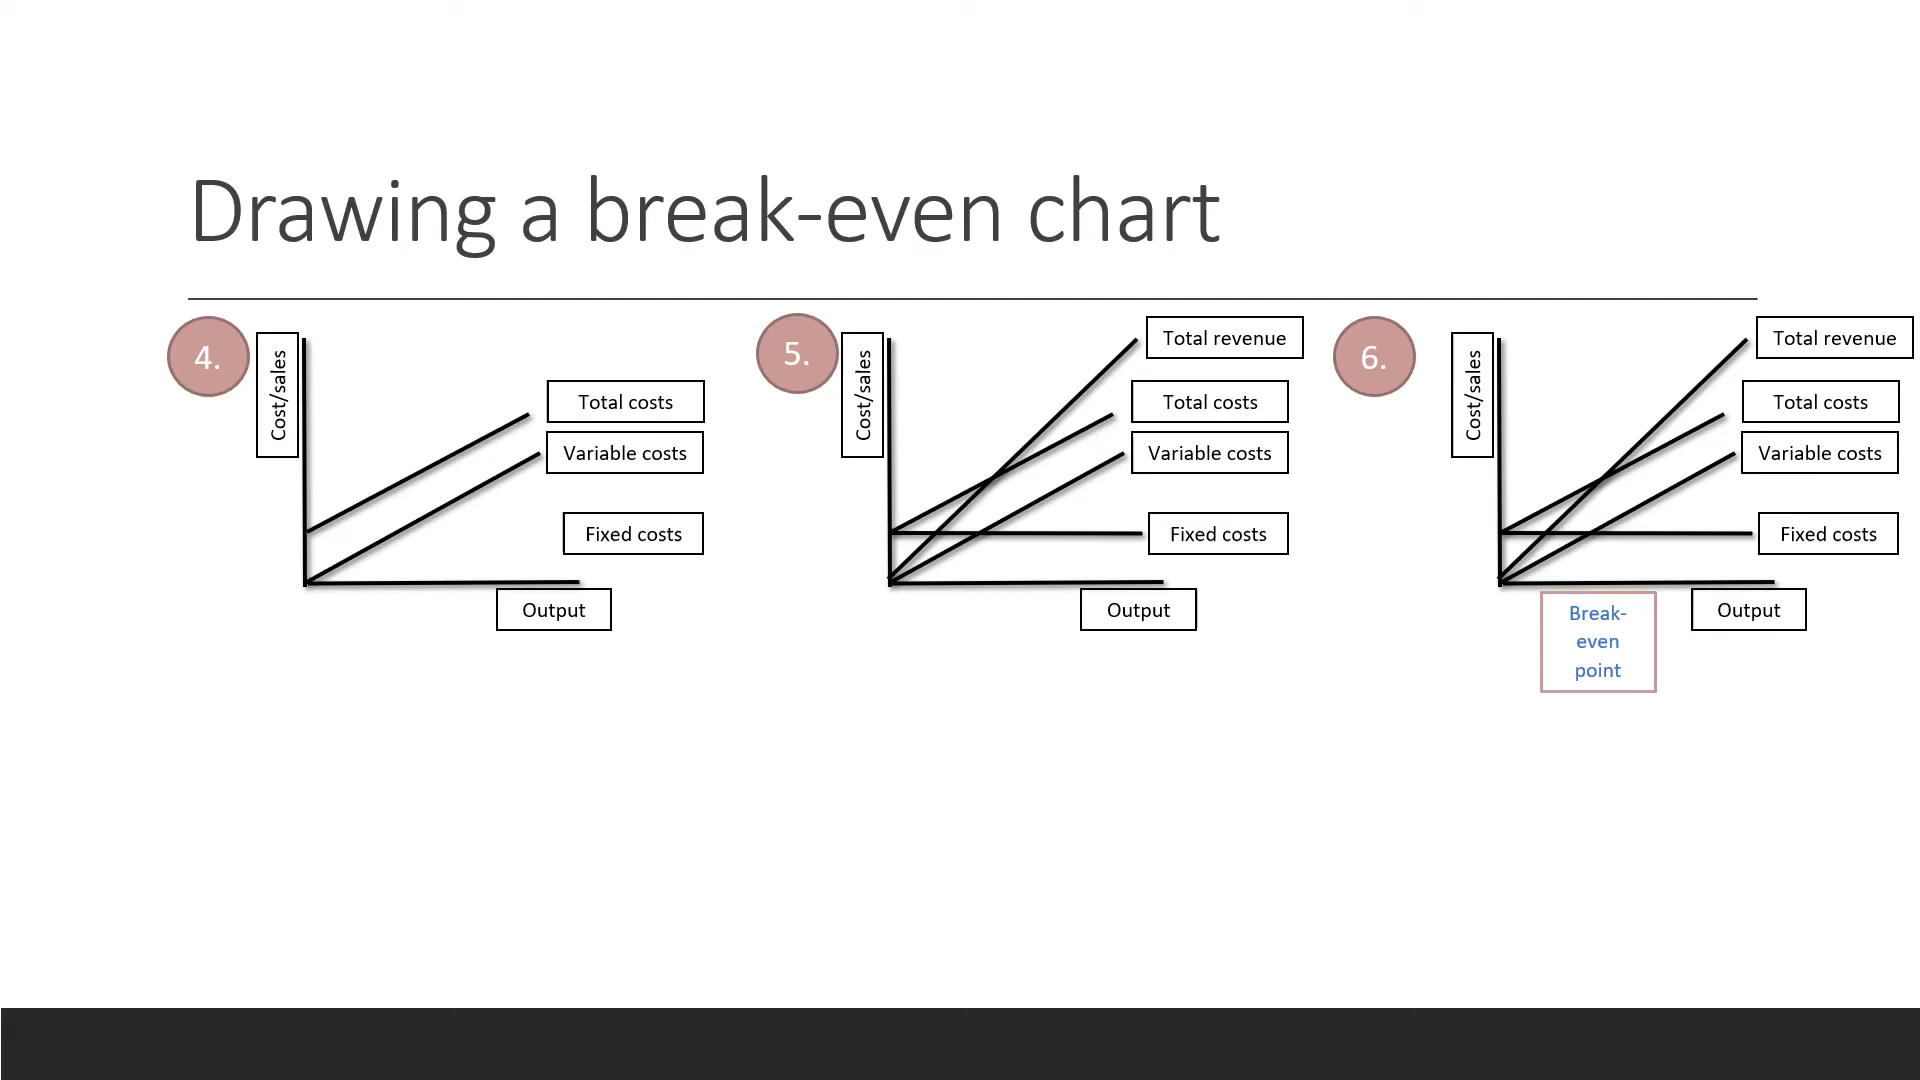 Drawing a break-even chart
4.
Cost/sales
Total costs
Variable costs
Fixed costs
Output
5.
Cost/sales
Total revenue
Total costs
Variable costs
Fixed costs
Output
6.
Cost/sales
Total revenue
Total costs
Variable costs
Fixed costs
Output
Break-
even
point